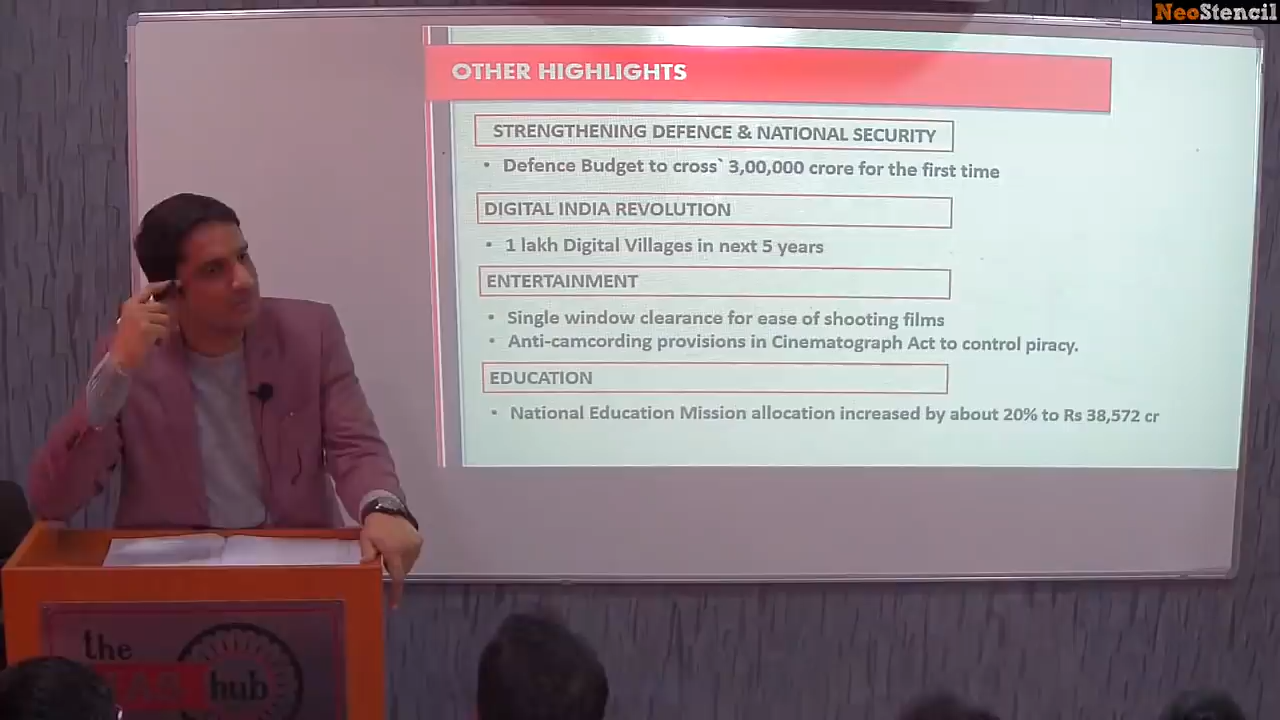 NeoStencil
OTHER HIGHLIGHTS
STRENGTHENING DEFENCE & NATIONAL SECURITY
• Defence Budget to cross` 3,00,000 crore for the first time
DIGITAL INDIA REVOLUTION
• 1 lakh Digital Villages in next 5 years
ENTERTAINMENT
• Single window clearance for ease of shooting films
• Anti-camcording provisions in Cinematograph Act to control piracy.
EDUCATION
• National Education Mission allocation increased by about 20% to Rs 38,572 cr
the
IAS hub